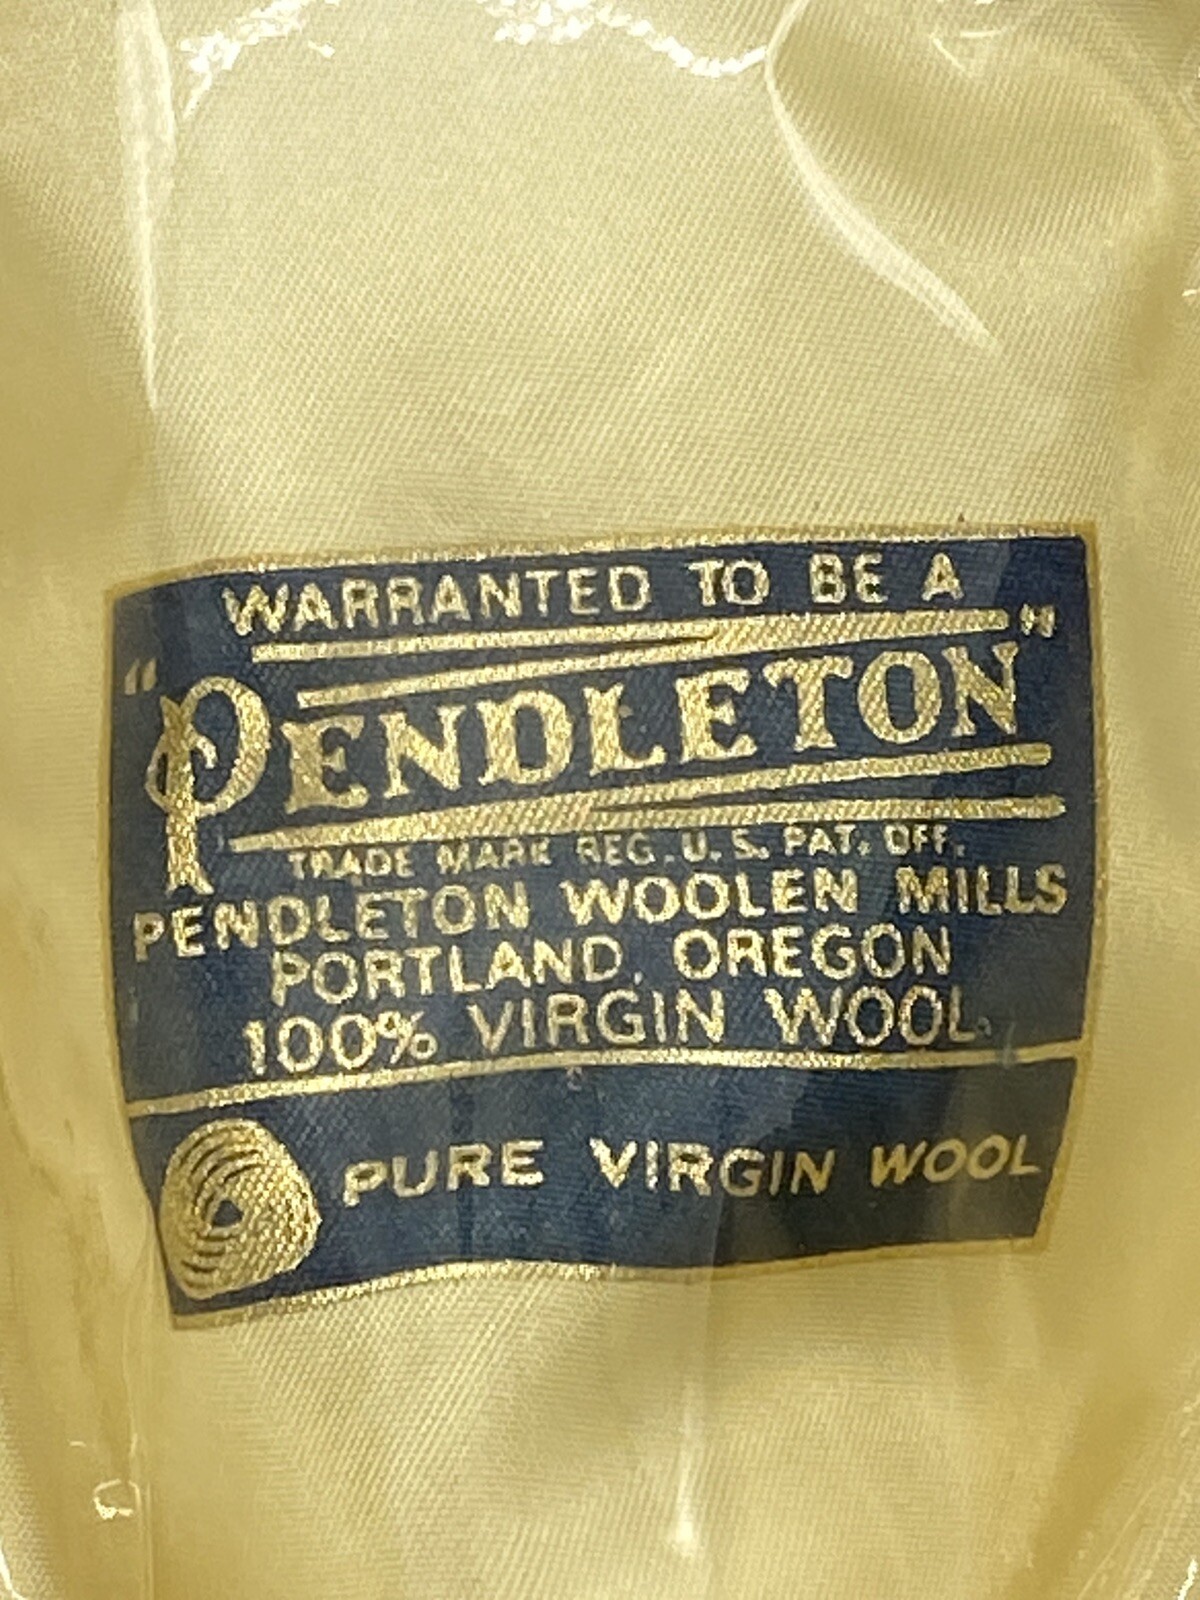 WARRANTED TO BE A
"PENDLETON"
TRADE MARK REG. U. S. PAT. OFF.
PENDLETON WOOLEN MILLS
PORTLAND, OREGON
100% VIRGIN WOOL
PURE VIRGIN WOOL